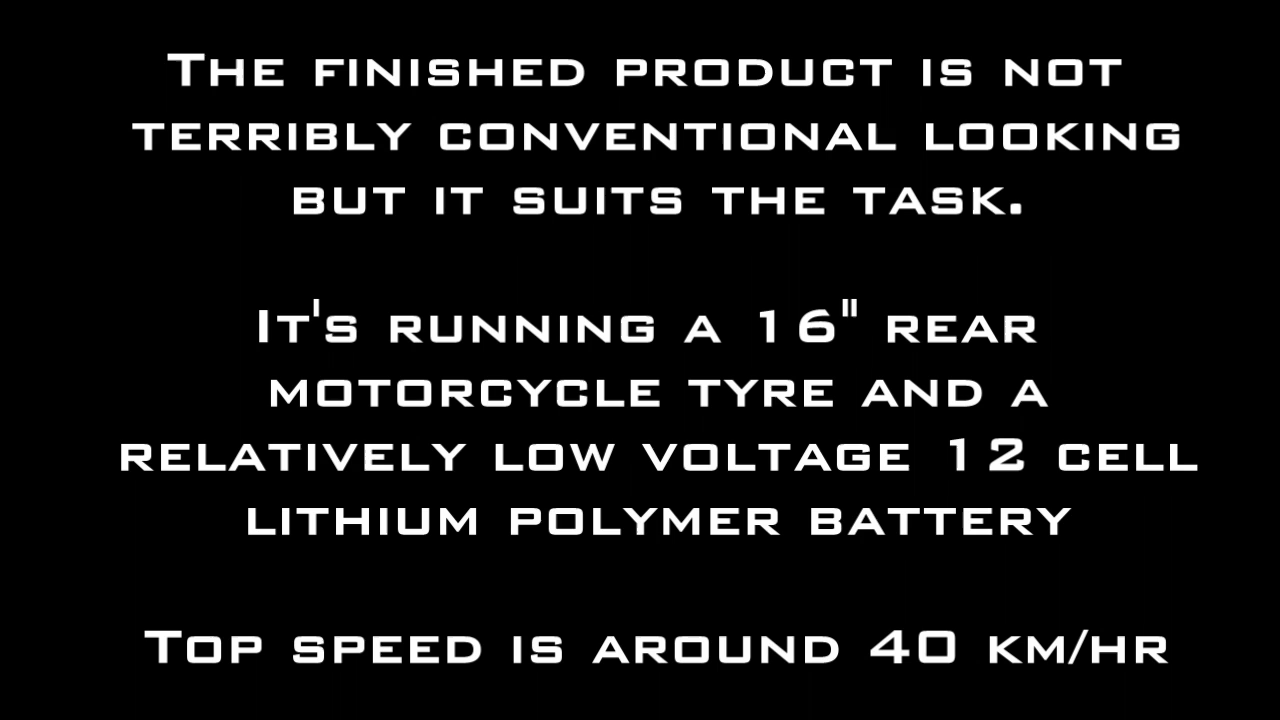 The finished product is not
terribly conventional looking
but it suits the task.
It's running a 16" rear
motorcycle tyre and a
relatively low voltage 12 cell
lithium polymer battery
Top speed is around 40 km/hr